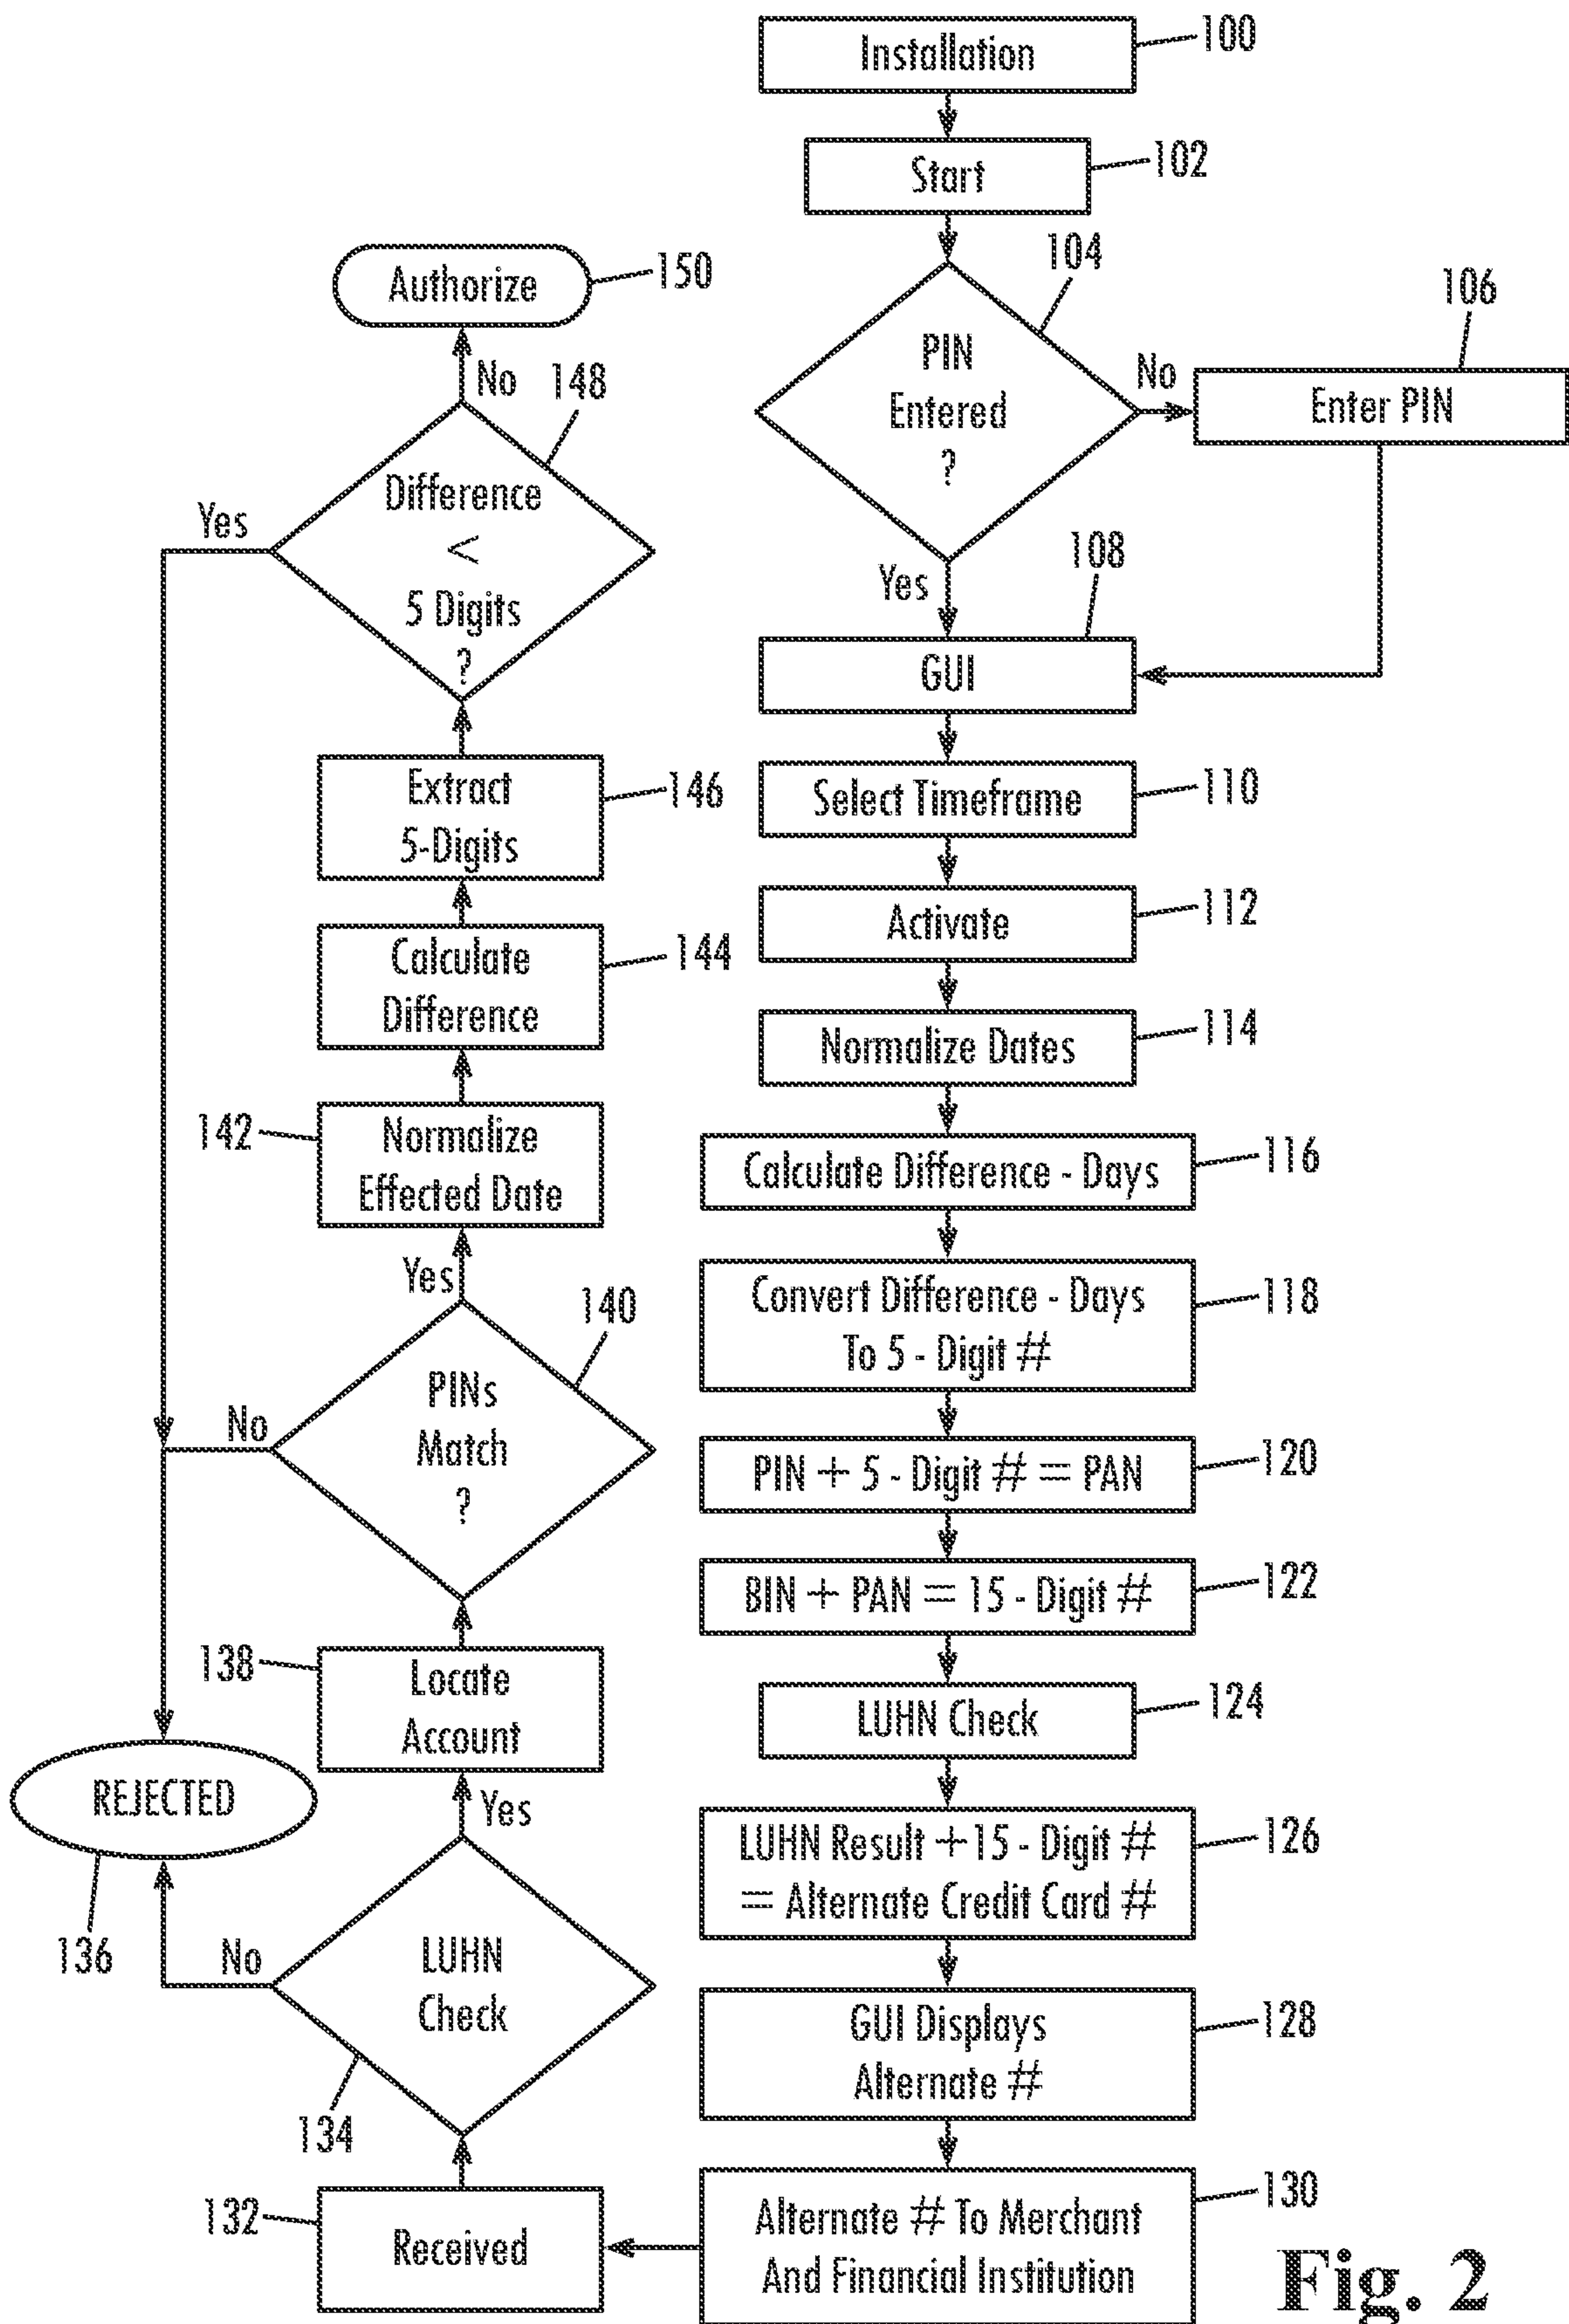 Installation
100
Start
102
PIN
Entered
?
104
No
Enter PIN
106
Yes
GUI
108
Select Timeframe
110
Activate
112
Normalize Dates
114
Calculate Difference - Days
116
Convert Difference - Days
To 5 - Digit #
118
PIN + 5 - Digit # = PAN
120
BIN + PAN = 15 - Digit #
122
LUHN Check
124
LUHN Result +15 - Digit #
= Alternate Credit Card #
126
GUI Displays
Alternate #
128
Alternate # To Merchant
And Financial Institution
130
Received
132
LUHN
Check
134
No
REJECTED
136
Yes
Locate
Account
138
PINs
Match
?
140
No
Yes
Normalize
Effected Date
142
Calculate
Difference
144
Extract
5-Digits
146
Difference
<
5 Digits
?
148
Yes
No
Authorize
150
Fig. 2